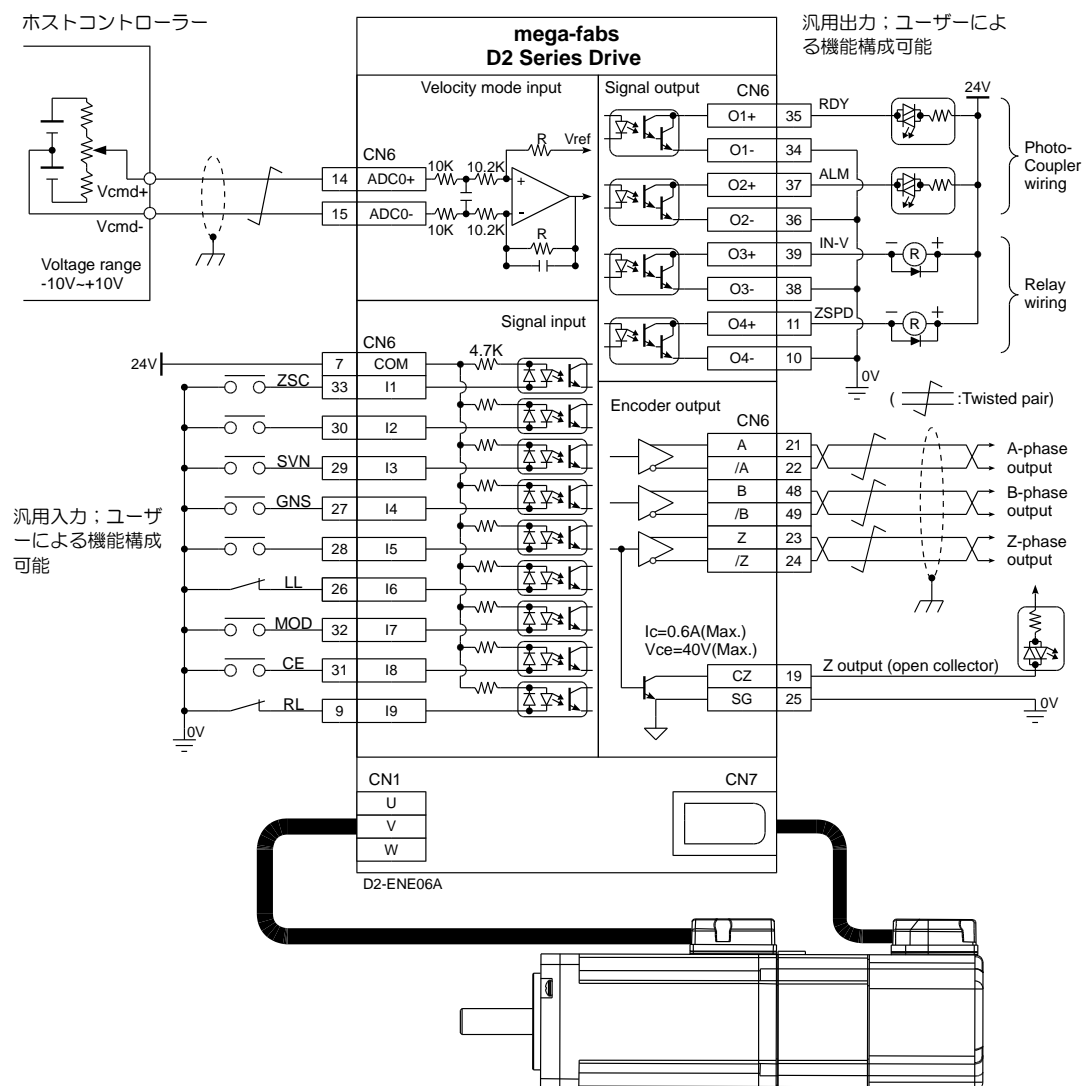 ホストコントローラー
Vcmd+
Vcmd-
Voltage range
-10V~+10V
mega-fabs
D2 Series Drive
汎用出力；ユーザーによ
る機能構成可能
Velocity mode input
R
Vref
CN6
14 ADC0+ 10K 10.2K +
15 ADC0- 10K 10.2K -
R
Signal output
CN6
24V
O1+ 35 RDY
O1- 34
O2+ 37 ALM
O2- 36
O3+ 39 IN-V − R +
O3- 38
O4+ 11 ZSPD − R +
O4- 10
0V
Photo-
Coupler
wiring
Relay
wiring
Signal input
CN6
24V 7 COM 4.7K
ZSC 33 I1
30 I2
SVN 29 I3
GNS 27 I4
28 I5
LL 26 I6
MOD 32 I7
CE 31 I8
RL 9 I9
0V
汎用入力；ユーザ
ーによる機能構成
可能
( :Twisted pair)
Encoder output
CN6
A 21
/A 22
A-phase
output
B 48
/B 49
B-phase
output
Z 23
/Z 24
Z-phase
output
Ic=0.6A(Max.)
Vce=40V(Max.)
CZ 19 Z output (open collector)
SG 25
0V
CN1
U
V
W
CN7
D2-ENE06A